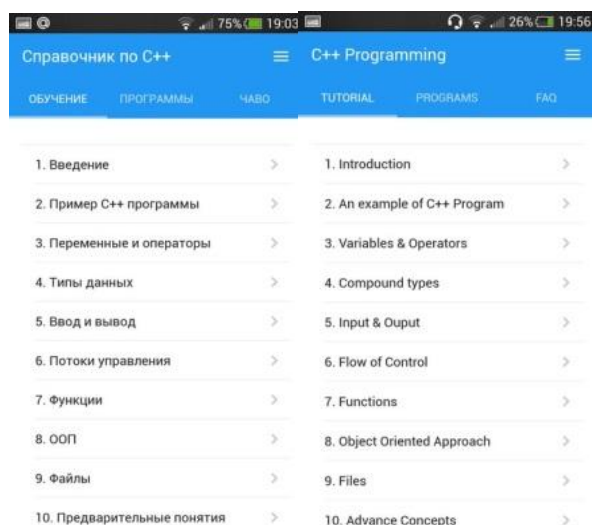 75% 19:03
Справочник по C++
ОБУЧЕНИЕ ПРОГРАММЫ ЧАВО
1. Введение
2. Пример C++ программы
3. Переменные и операторы
4. Типы данных
5. Ввод и вывод
6. Потоки управления
7. Функции
8. ООП
9. Файлы
10. Предварительные понятия
26% 19:56
C++ Programming
TUTORIAL PROGRAMS FAQ
1. Introduction
2. An example of C++ Program
3. Variables & Operators
4. Compound types
5. Input & Ouput
6. Flow of Control
7. Functions
8. Object Oriented Approach
9. Files
10. Advance Concepts